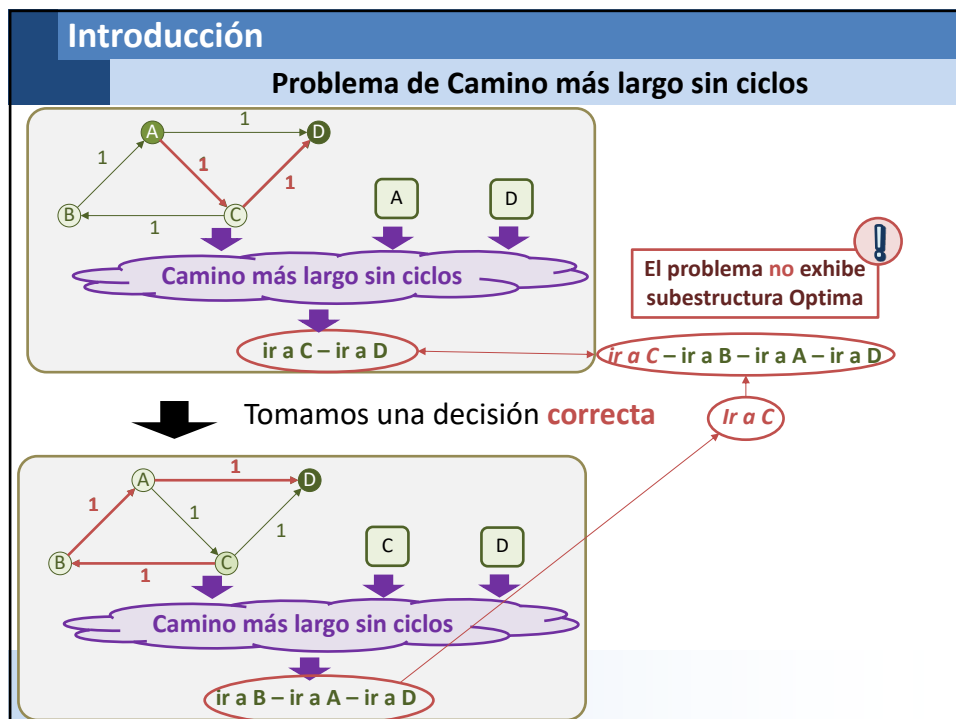 Introducción
Problema de Camino más largo sin ciclos
A
1
D
1
1
1
B
1
C
A
D
Camino más largo sin ciclos
ir a C – ir a D
El problema no exhibe
subestructura Optima
ir a C – ir a B – ir a A – ir a D
Ir a C
Tomamos una decisión correcta
A
1
D
1
1
1
B
1
C
C
D
Camino más largo sin ciclos
ir a B – ir a A – ir a D